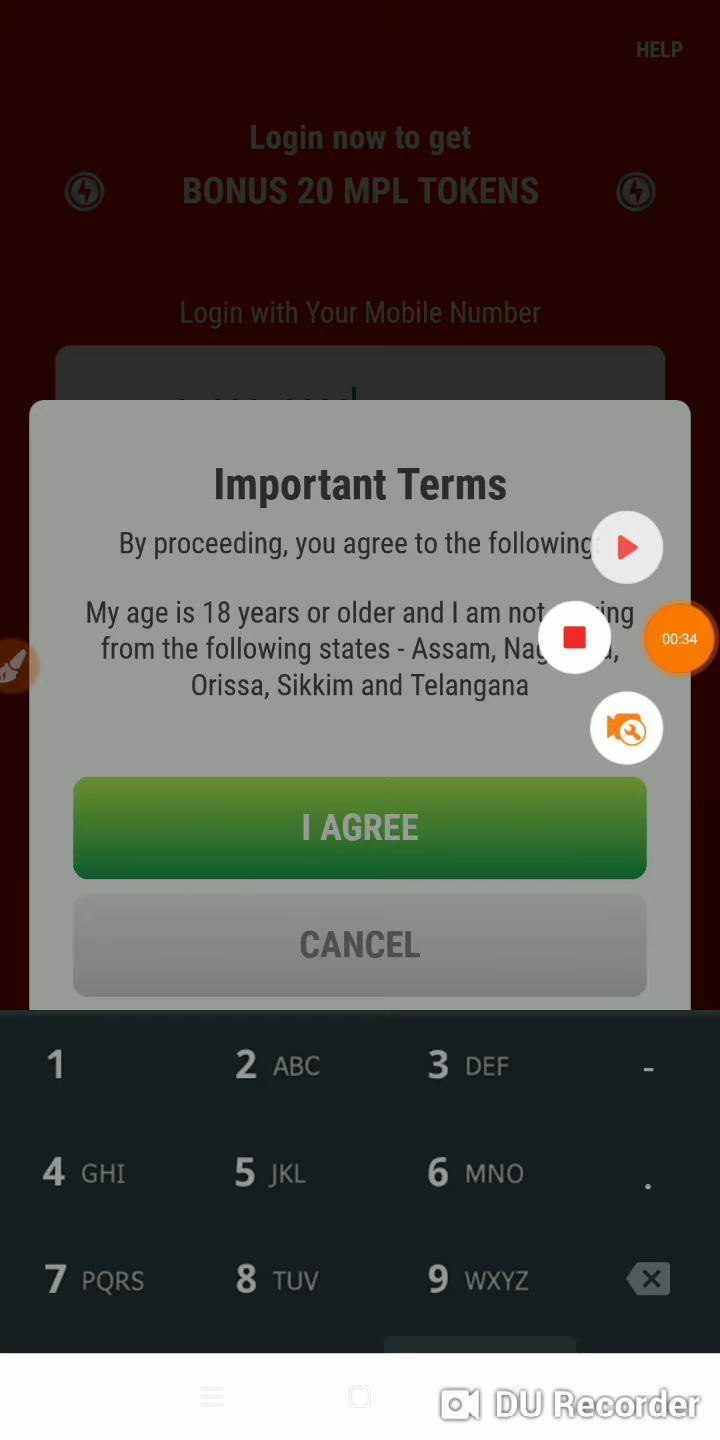 HELP
Login now to get
BONUS 20 MPL TOKENS
Login with Your Mobile Number
Important Terms
By proceeding, you agree to the following:
My age is 18 years or older and I am not
from the following states - Assam,
Orissa, Sikkim and Telangana
00:34
I AGREE
CANCEL
1 2 ABC 3 DEF -
4 GHI 5 JKL 6 MNO .
7 PQRS 8 TUV 9 WXYZ
DU Recorder